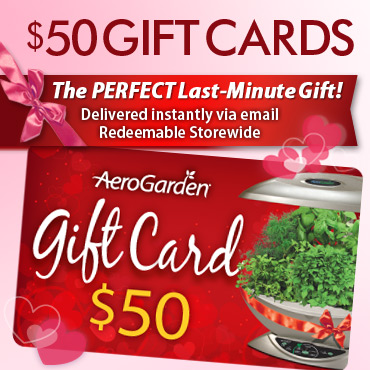 $50 GIFT CARDS
The PERFECT Last-Minute Gift!
Delivered instantly via email
Redeemable Storewide
AeroGarden
Gift Card
$50